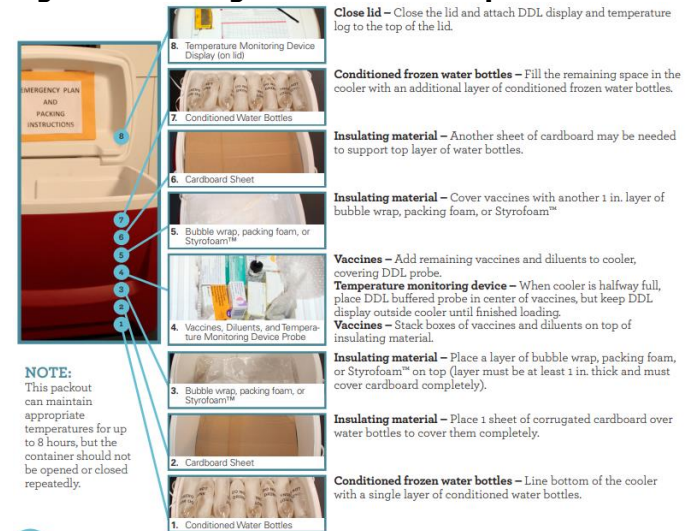 EMERGENCY PLAN
AND
PACKING
INSTRUCTIONS
8
7
6
5
4
3
2
1
NOTE:
This packout
can maintain
appropriate
temperatures for up
to 8 hours, but the
container should not
be opened or closed
repeatedly.
8. Temperature Monitoring Device
Display (on lid)
Close lid – Close the lid and attach DDL display and temperature
log to the top of the lid.
7. Conditioned Water Bottles
Conditioned frozen water bottles – Fill the remaining space in the
cooler with an additional layer of conditioned frozen water bottles.
6. Cardboard Sheet
Insulating material – Another sheet of cardboard may be needed
to support top layer of water bottles.
5. Bubble wrap, packing foam, or
Styrofoam™
Insulating material – Cover vaccines with another 1 in. layer of
bubble wrap, packing foam, or Styrofoam™
4. Vaccines, Diluents, and Tempera-
ture Monitoring Device Probe
Vaccines – Add remaining vaccines and diluents to cooler,
covering DDL probe.
Temperature monitoring device – When cooler is halfway full,
place DDL buffered probe in center of vaccines, but keep DDL
display outside cooler until finished loading.
Vaccines – Stack boxes of vaccines and diluents on top of
insulating material.
3. Bubble wrap, packing foam, or
Styrofoam™
Insulating material – Place a layer of bubble wrap, packing foam,
or Styrofoam™ on top (layer must be at least 1 in. thick and must
cover cardboard completely).
2. Cardboard Sheet
Insulating material – Place 1 sheet of corrugated cardboard over
water bottles to cover them completely.
1. Conditioned Water Bottles
Conditioned frozen water bottles – Line bottom of the cooler
with a single layer of conditioned water bottles.